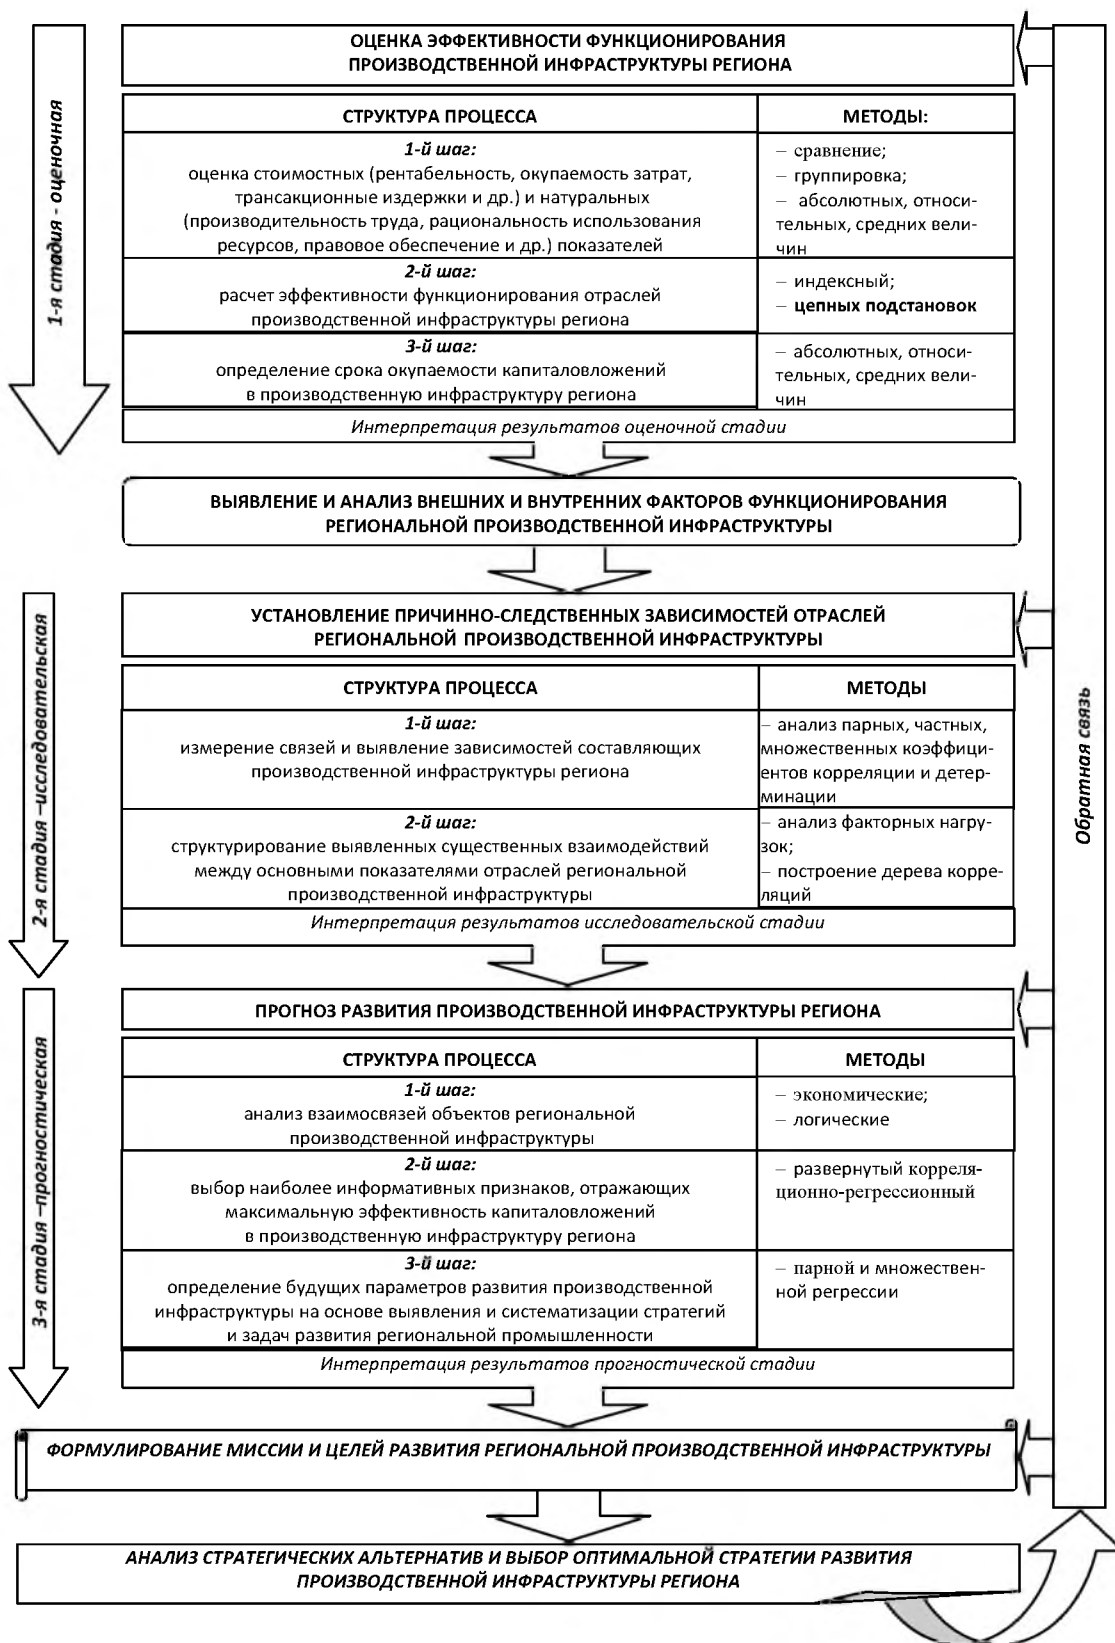 1-я стадия - оценочная
ОЦЕНКА ЭФФЕКТИВНОСТИ ФУНКЦИОНИРОВАНИЯ
ПРОИЗВОДСТВЕННОЙ ИНФРАСТРУКТУРЫ РЕГИОНА
СТРУКТУРА ПРОЦЕССА
МЕТОДЫ:
1-й шаг:
оценка стоимостных (рентабельность, окупаемость затрат,
трансакционные издержки и др.) и натуральных
(производительность труда, рациональность использования
ресурсов, правовое обеспечение и др.) показателей
– сравнение;
– группировка;
– абсолютных, относи-
тельных, средних вели-
чин
2-й шаг:
расчет эффективности функционирования отраслей
производственной инфраструктуры региона
– индексный;
– цепных подстановок
3-й шаг:
определение срока окупаемости капиталовложений
в производственную инфраструктуру региона
– абсолютных, относи-
тельных, средних вели-
чин
Интерпретация результатов оценочной стадии
ВЫЯВЛЕНИЕ И АНАЛИЗ ВНЕШНИХ И ВНУТРЕННИХ ФАКТОРОВ ФУНКЦИОНИРОВАНИЯ
РЕГИОНАЛЬНОЙ ПРОИЗВОДСТВЕННОЙ ИНФРАСТРУКТУРЫ
2-я стадия –исследовательская
УСТАНОВЛЕНИЕ ПРИЧИННО-СЛЕДСТВЕННЫХ ЗАВИСИМОСТЕЙ ОТРАСЛЕЙ
РЕГИОНАЛЬНОЙ ПРОИЗВОДСТВЕННОЙ ИНФРАСТРУКТУРЫ
СТРУКТУРА ПРОЦЕССА
МЕТОДЫ
1-й шаг:
измерение связей и выявление зависимостей составляющих
производственной инфраструктуры региона
– анализ парных, частных,
множественных коэффици-
ентов корреляции и детер-
минации
2-й шаг:
структурирование выявленных существенных взаимодействий
между основными показателями отраслей региональной
производственной инфраструктуры
– анализ факторных нагру-
зок;
– построение дерева корре-
ляций
Интерпретация результатов исследовательской стадии
3-я стадия –прогностическая
ПРОГНОЗ РАЗВИТИЯ ПРОИЗВОДСТВЕННОЙ ИНФРАСТРУКТУРЫ РЕГИОНА
СТРУКТУРА ПРОЦЕССА
МЕТОДЫ
1-й шаг:
анализ взаимосвязей объектов региональной
производственной инфраструктуры
– экономические;
– логические
2-й шаг:
выбор наиболее информативных признаков, отражающих
максимальную эффективность капиталовложений
в производственную инфраструктуру региона
– развернутый корреля-
ционно-регрессионный
3-й шаг:
определение будущих параметров развития производственной
инфраструктуры на основе выявления и систематизации стратегий
и задач развития региональной промышленности
– парной и множествен-
ной регрессии
Интерпретация результатов прогностической стадии
ФОРМУЛИРОВАНИЕ МИССИИ И ЦЕЛЕЙ РАЗВИТИЯ РЕГИОНАЛЬНОЙ ПРОИЗВОДСТВЕННОЙ ИНФРАСТРУКТУРЫ
АНАЛИЗ СТРАТЕГИЧЕСКИХ АЛЬТЕРНАТИВ И ВЫБОР ОПТИМАЛЬНОЙ СТРАТЕГИИ РАЗВИТИЯ
ПРОИЗВОДСТВЕННОЙ ИНФРАСТРУКТУРЫ РЕГИОНА
Обратная связь